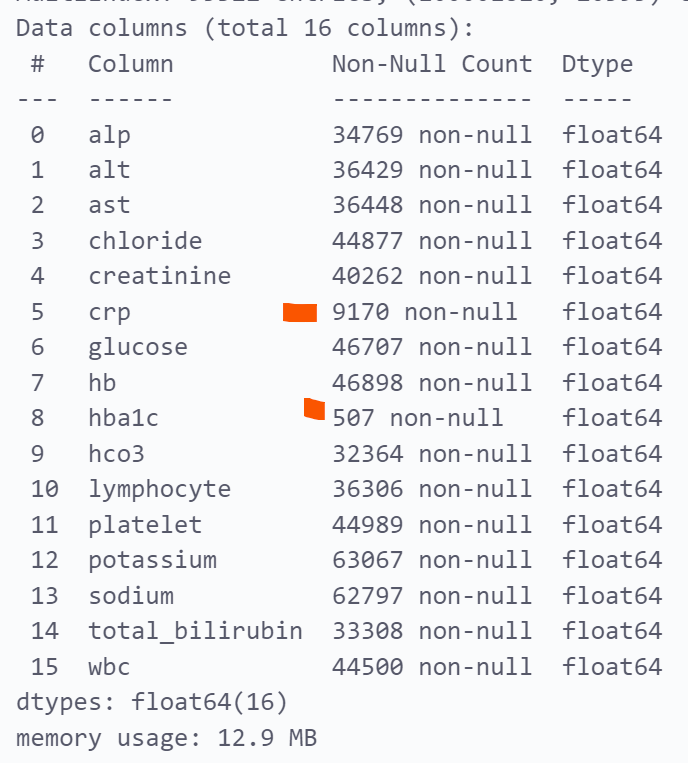 Data columns (total 16 columns):
 #   Column           Non-Null Count  Dtype
---  ------           --------------  -----
 0   alp              34769 non-null  float64
 1   alt              36429 non-null  float64
 2   ast              36448 non-null  float64
 3   chloride         44877 non-null  float64
 4   creatinine       40262 non-null  float64
 5   crp              9170 non-null   float64
 6   glucose          46707 non-null  float64
 7   hb               46898 non-null  float64
 8   hba1c            507 non-null    float64
 9   hco3             32364 non-null  float64
 10  lymphocyte       36306 non-null  float64
 11  platelet         44989 non-null  float64
 12  potassium        63067 non-null  float64
 13  sodium           62797 non-null  float64
 14  total_bilirubin  33308 non-null  float64
 15  wbc              44500 non-null  float64
dtypes: float64(16)
memory usage: 12.9 MB